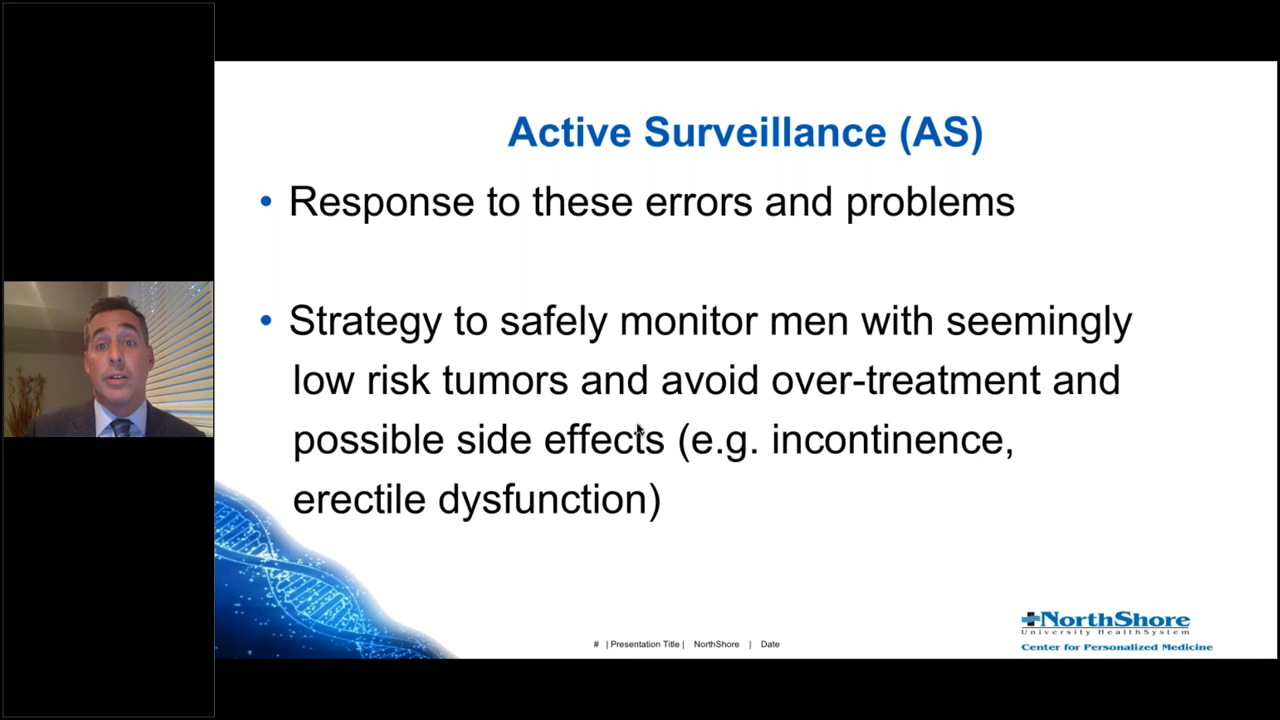 Active Surveillance (AS)
• Response to these errors and problems
• Strategy to safely monitor men with seemingly
low risk tumors and avoid over-treatment and
possible side effects (e.g. incontinence,
erectile dysfunction)
# | Presentation Title | NorthShore | Date
NorthShore
University HealthSystem
Center for Personalized Medicine